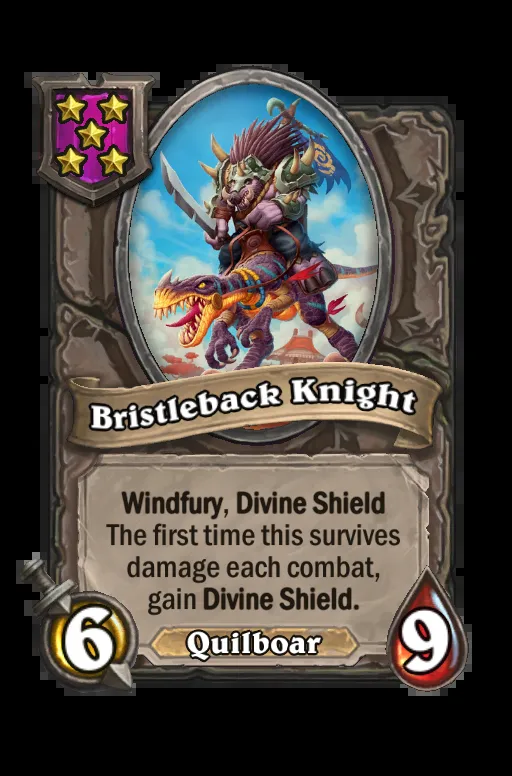 Bristleback Knight
Windfury, Divine Shield
The first time this survives
damage each combat,
gain Divine Shield.
6
Quilboar
9